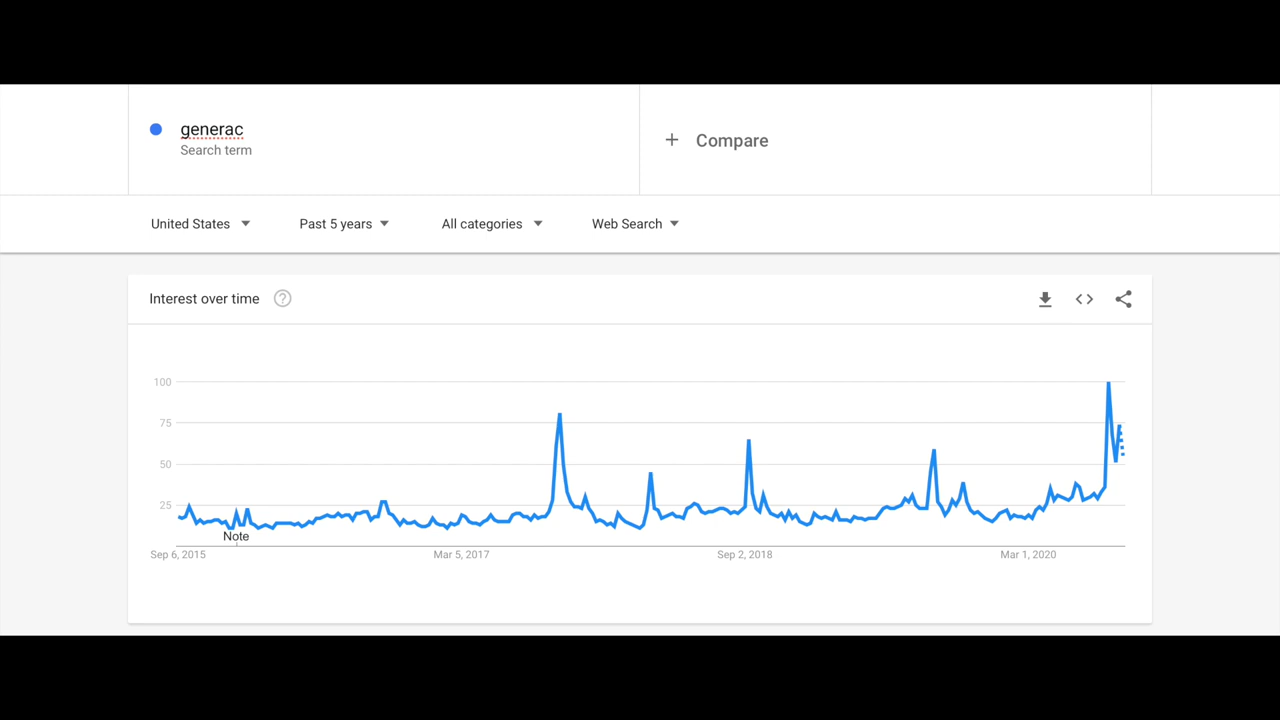 generac
Search term
+ Compare
United States
Past 5 years
All categories
Web Search
Interest over time
?
100
75
50
25
Note
Sep 6, 2015
Mar 5, 2017
Sep 2, 2018
Mar 1, 2020